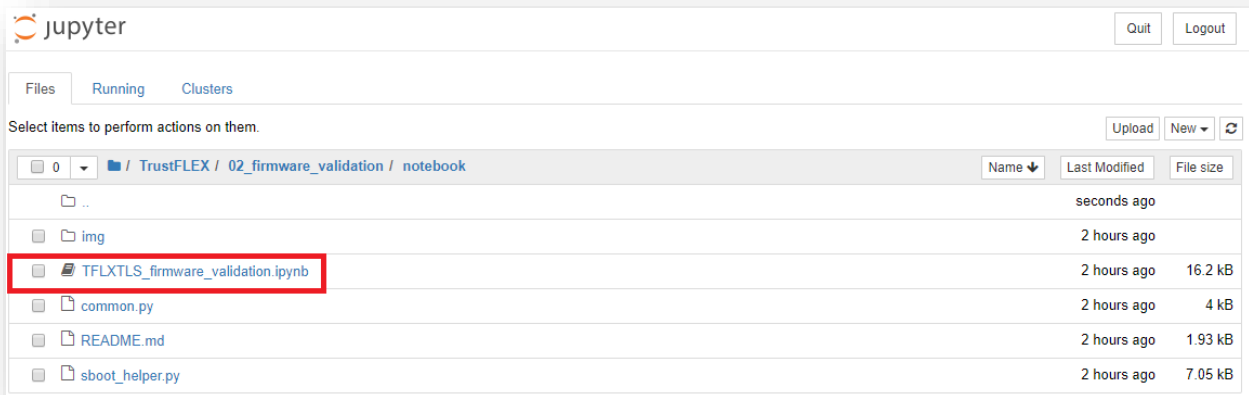 jupyter Quit Logout
Files Running Clusters
Select items to perform actions on them. Upload New
0 / TrustFLEX / 02_firmware_validation / notebook Name Last Modified File size
.. seconds ago
img 2 hours ago
TFLXTLS_firmware_validation.ipynb 2 hours ago 16.2 kB
common.py 2 hours ago 4 kB
README.md 2 hours ago 1.93 kB
sboot_helper.py 2 hours ago 7.05 kB